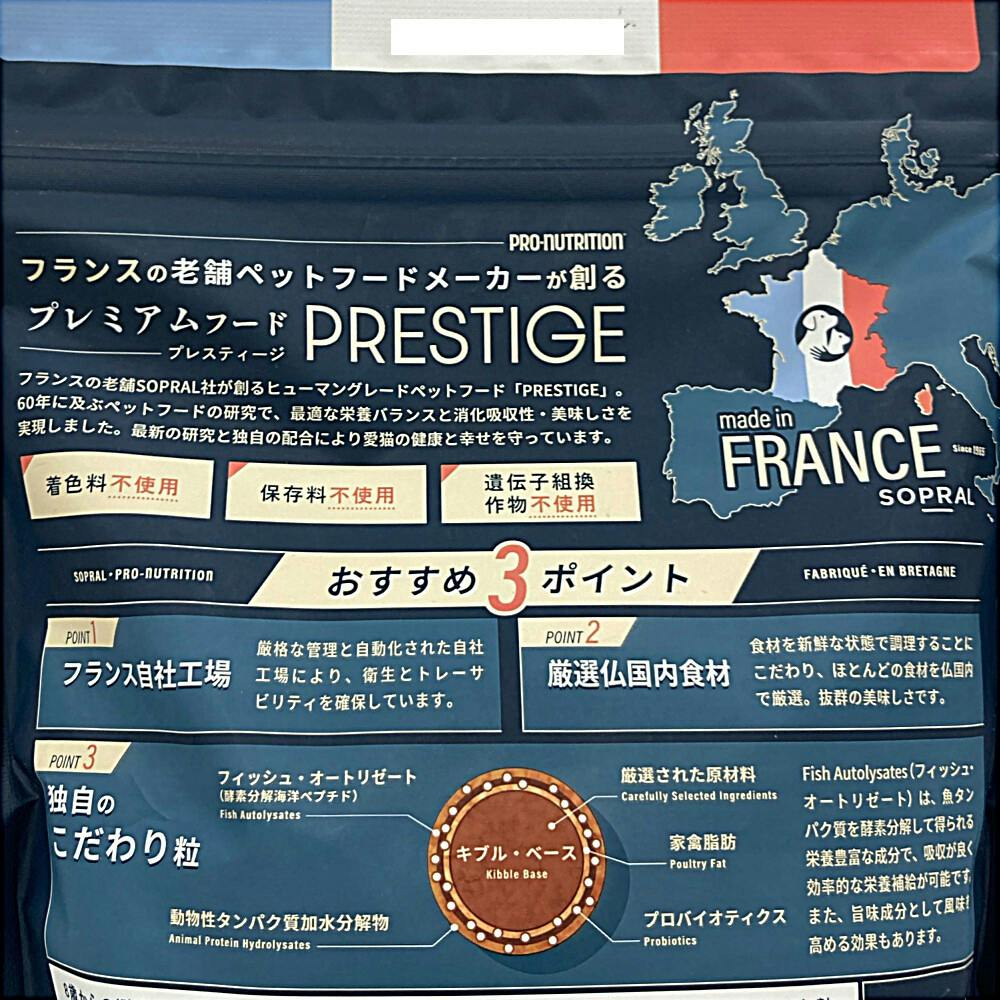 PRO-NUTRITION
フランスの老舗ペットフードメーカーが創る
プレミアムフード PRESTIGE
プレスティージ
フランスの老舗SOPRAL社が創るヒューマングレードペットフード「PRESTIGE」。
60年に及ぶペットフードの研究で、最適な栄養バランスと消化吸収性・美味しさを
実現しました。最新の研究と独自の配合により愛猫の健康と幸せを守っています。
made in
FRANCE
Since 1965
SOPRAL
着色料不使用
保存料不使用
遺伝子組換
作物不使用
SOPRAL・PRO-NUTRITION
おすすめ3ポイント
FABRIQUÉ・EN BRETAGNE
POINT1
フランス自社工場
厳格な管理と自動化された自社
工場により、衛生とトレーサ
ビリティを確保しています。
POINT2
厳選仏国内食材
食材を新鮮な状態で調理することに
こだわり、ほとんどの食材を仏国内
で厳選。抜群の美味しさです。
POINT3
独自の
こだわり粒
フィッシュ・オートリゼート
(酵素分解海洋ペプチド)
Fish Autolysates
動物性タンパク質加水分解物
Animal Protein Hydrolysates
キブル・ベース
Kibble Base
厳選された原材料
Carefully Selected Ingredients
家禽脂肪
Poultry Fat
プロバイオティクス
Probiotics
Fish Autolysates(フィッシュ・
オートリゼート)は、魚タン
パク質を酵素分解して得られる
栄養豊富な成分で、吸収が良く
効率的な栄養補給が可能です。
また、旨味成分として風味を
高める効果もあります。